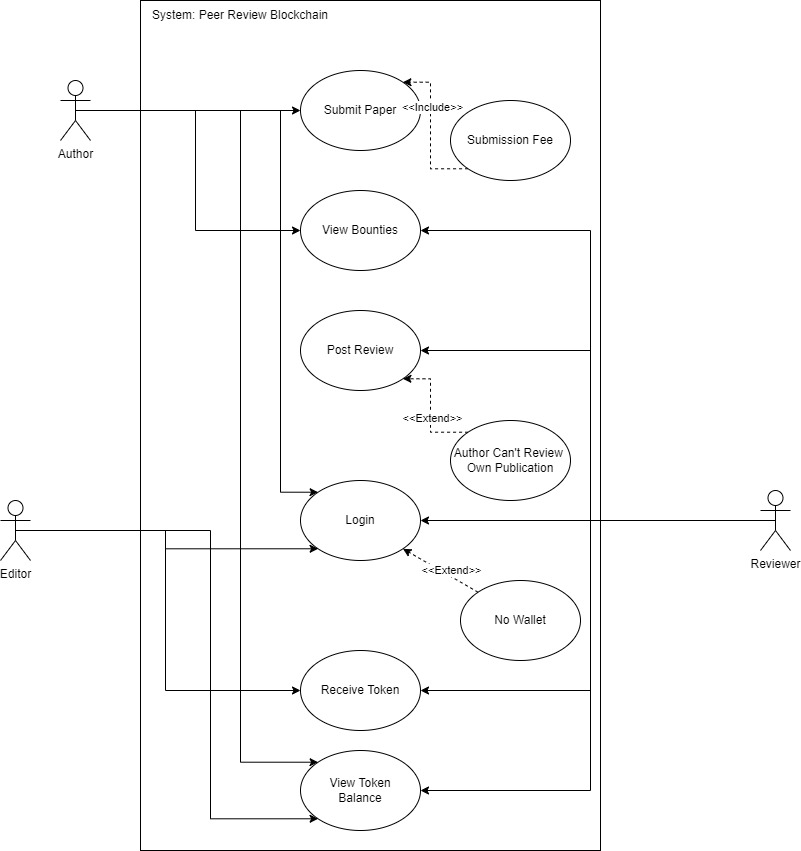 System: Peer Review Blockchain
Author
Submit Paper
<<Include>>
Submission Fee
View Bounties
Post Review
<<Extend>>
Author Can't Review
Own Publication
Login
Editor
Reviewer
<<Extend>>
No Wallet
Receive Token
View Token
Balance